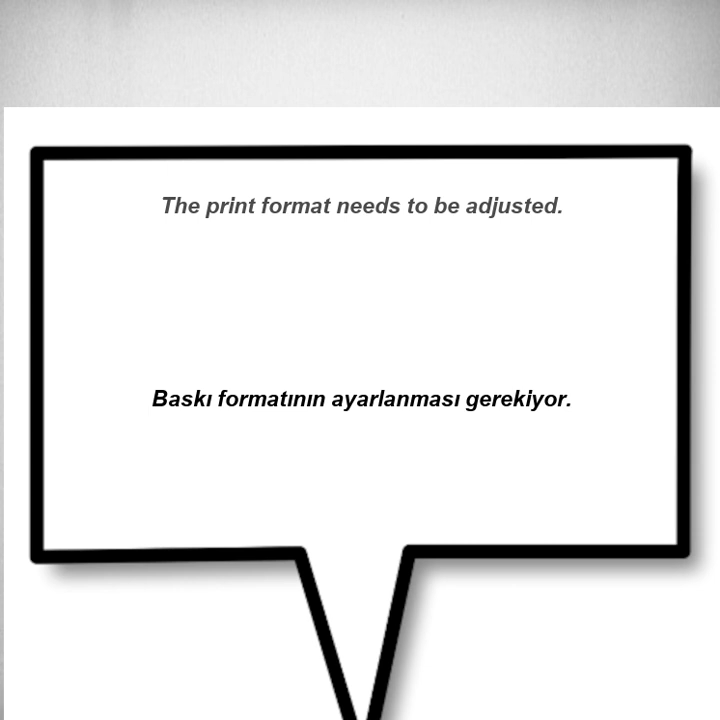 The print format needs to be adjusted.
Baskı formatının ayarlanması gerekiyor.